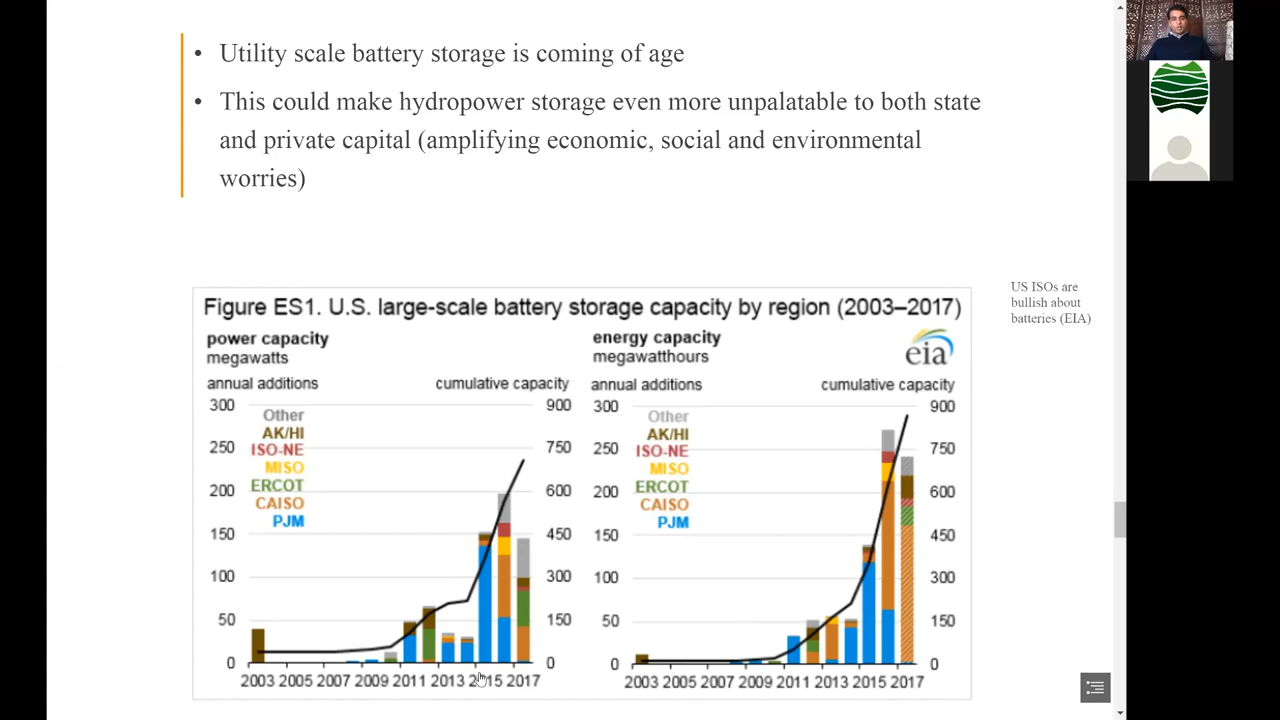 • Utility scale battery storage is coming of age
• This could make hydropower storage even more unpalatable to both state
and private capital (amplifying economic, social and environmental
worries)
US ISOs are
bullish about
batteries (EIA)
Figure ES1. U.S. large-scale battery storage capacity by region (2003–2017)
power capacity
megawatts
annual additions
cumulative capacity
300
250
200
150
100
50
0
Other
AK/HI
ISO-NE
MISO
ERCOT
CAISO
PJM
900
750
600
450
300
150
0
2003 2005 2007 2009 2011 2013 2015 2017
energy capacity
megawatthours
eia
annual additions
cumulative capacity
300
250
200
150
100
50
0
Other
AK/HI
ISO-NE
MISO
ERCOT
CAISO
PJM
900
750
600
450
300
150
0
2003 2005 2007 2009 2011 2013 2015 2017